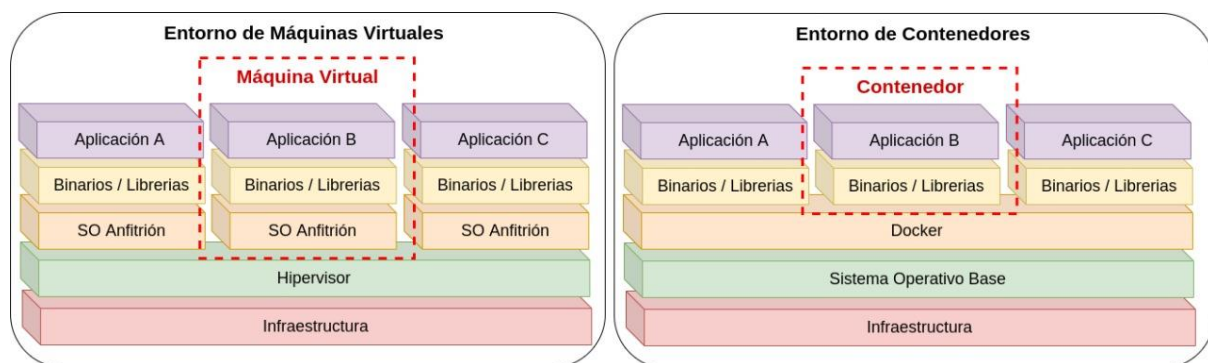 Entorno de Máquinas Virtuales
Máquina Virtual
Aplicación A
Aplicación B
Aplicación C
Binarios / Librerias
Binarios / Librerias
Binarios / Librerias
SO Anfitrión
SO Anfitrión
SO Anfitrión
Hipervisor
Infraestructura
Entorno de Contenedores
Contenedor
Aplicación A
Aplicación B
Aplicación C
Binarios / Librerias
Binarios / Librerias
Binarios / Librerias
Docker
Sistema Operativo Base
Infraestructura